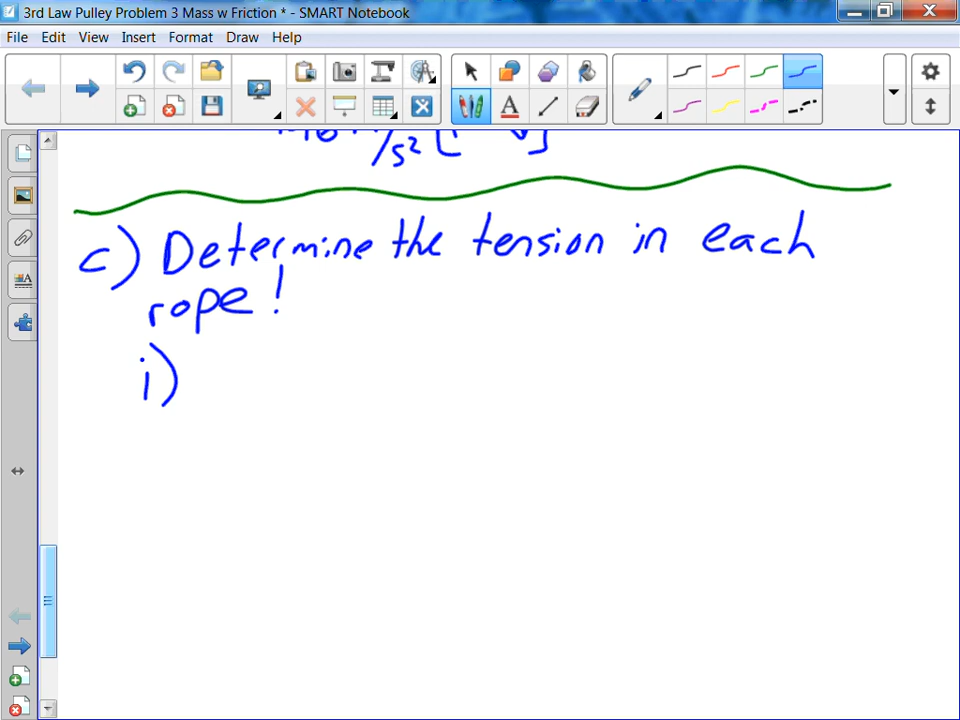 3rd Law Pulley Problem 3 Mass w Friction * - SMART Notebook
File Edit View Insert Format Draw Help
/s² [
c) Determine the tension in each
rope!
i)